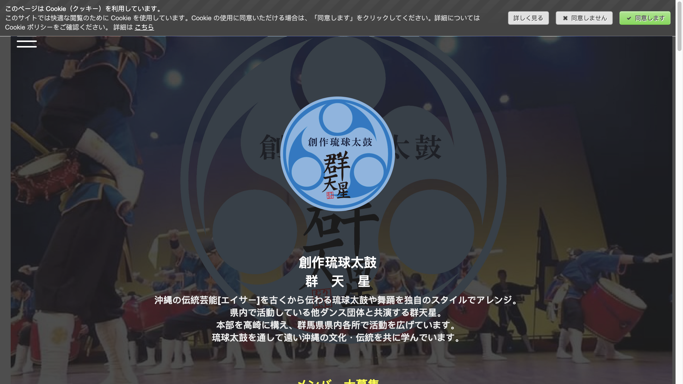 このページは Cookie（クッキー）を利用しています。
このサイトでは快適な閲覧のために Cookie を使用しています。Cookie の使用に同意いただける場合は、「同意します」をクリックしてください。詳細については
Cookie ポリシーをご確認ください。 詳細は こちら
詳しく見る
✖ 同意しません
✔ 同意します
創作琉球太鼓
群天星
創作琉球太鼓
群　天　星
沖縄の伝統芸能[エイサー]を古くから伝わる琉球太鼓や舞踊を独自のスタイルでアレンジ。
県内で活動している他ダンス団体と共演する群天星。
本部を高崎に構え、群馬県県内各所で活動を広げています。
琉球太鼓を通して遠い沖縄の文化・伝統を共に学んでいます。
メンバー大募集